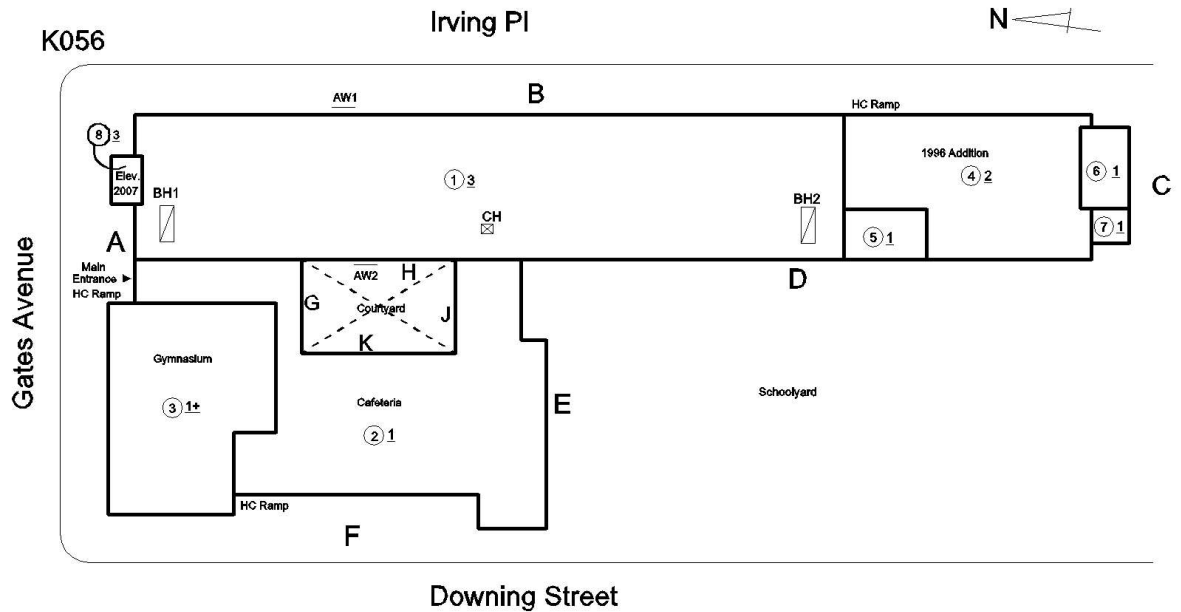 Irving Pl
N
K056
AW1
B
HC Ramp
8 3
1996 Addition
Elev.
2007
1 3
4 2
6 1
C
BH1
BH2
CH
5 1
7 1
A
Main
Entrance
HC Ramp
AW2
H
D
G
Courtyard
J
K
Gates Avenue
Gymnasium
3 1+
Cafeteria
2 1
E
Schoolyard
HC Ramp
F
Downing Street